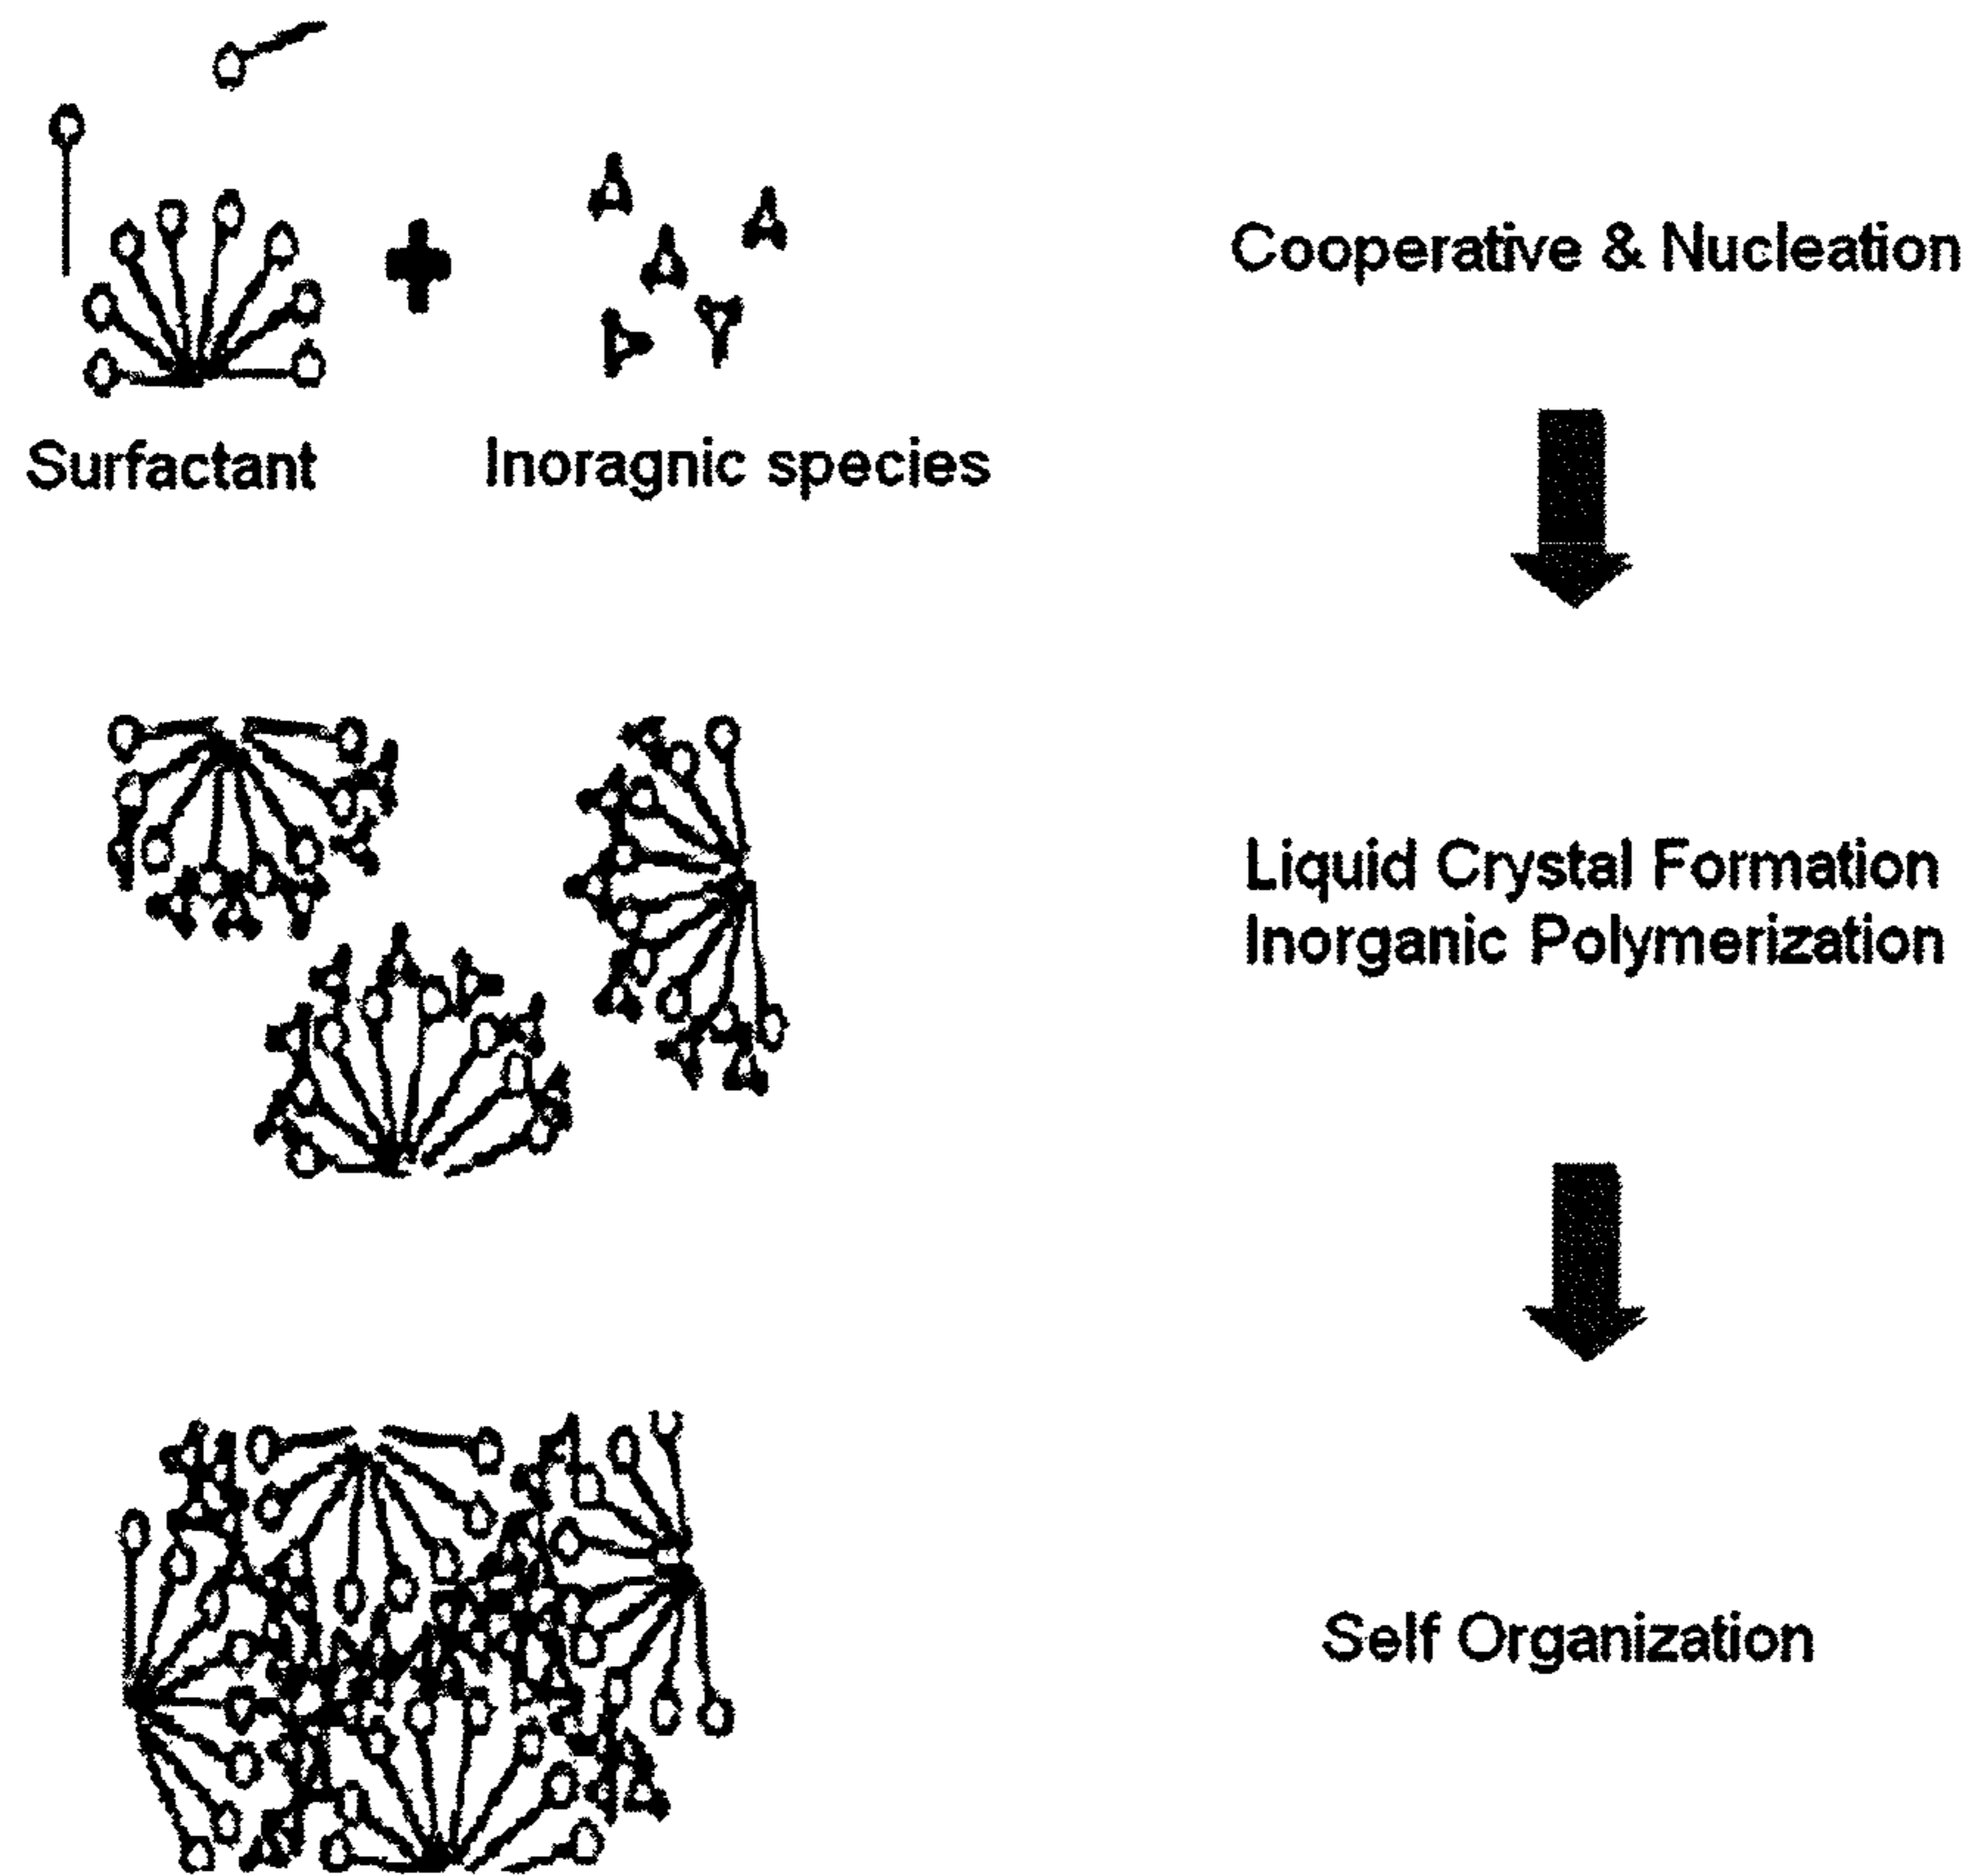 Cooperative & Nucleation
Surfactant
Inoragnic species
Liquid Crystal Formation
Inorganic Polymerization
Self Organization